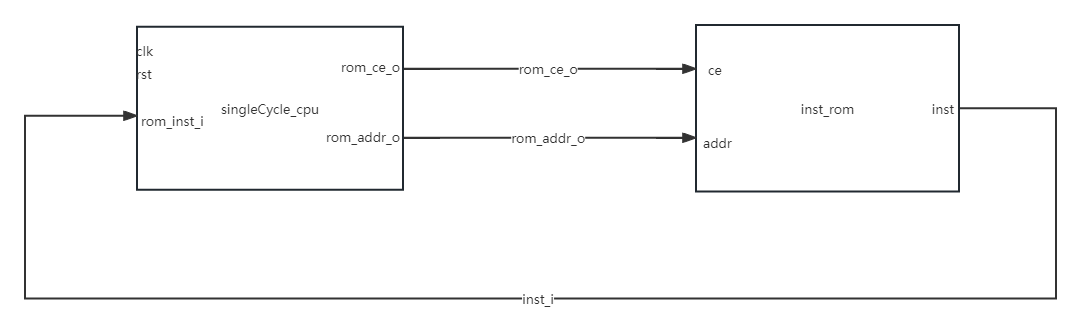 clk
rst
rom_inst_i
singleCycle_cpu
rom_ce_o
rom_addr_o
rom_ce_o
rom_addr_o
ce
addr
inst_rom
inst
inst_i